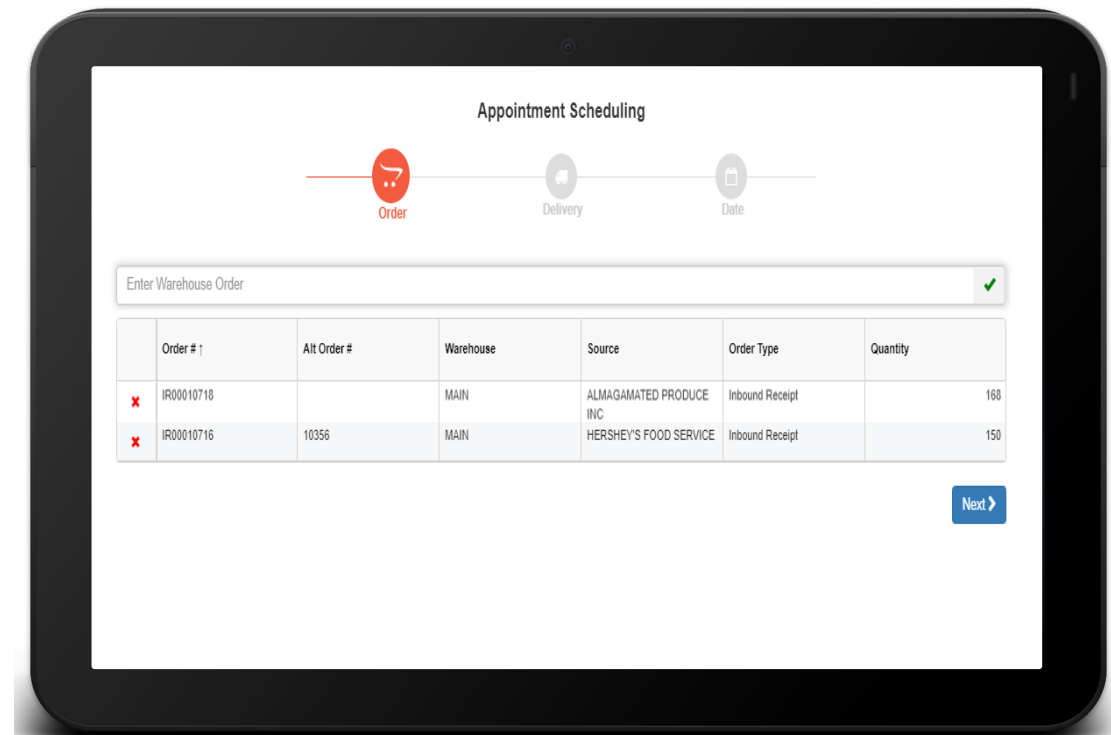 Appointment Scheduling
Order
Delivery
Date
Enter Warehouse Order
Order # ↑ Alt Order # Warehouse Source Order Type Quantity
IR00010718 MAIN ALMAGAMATED PRODUCE Inbound Receipt 168
INC
IR00010716 10356 MAIN HERSHEY'S FOOD SERVICE Inbound Receipt 150
Next